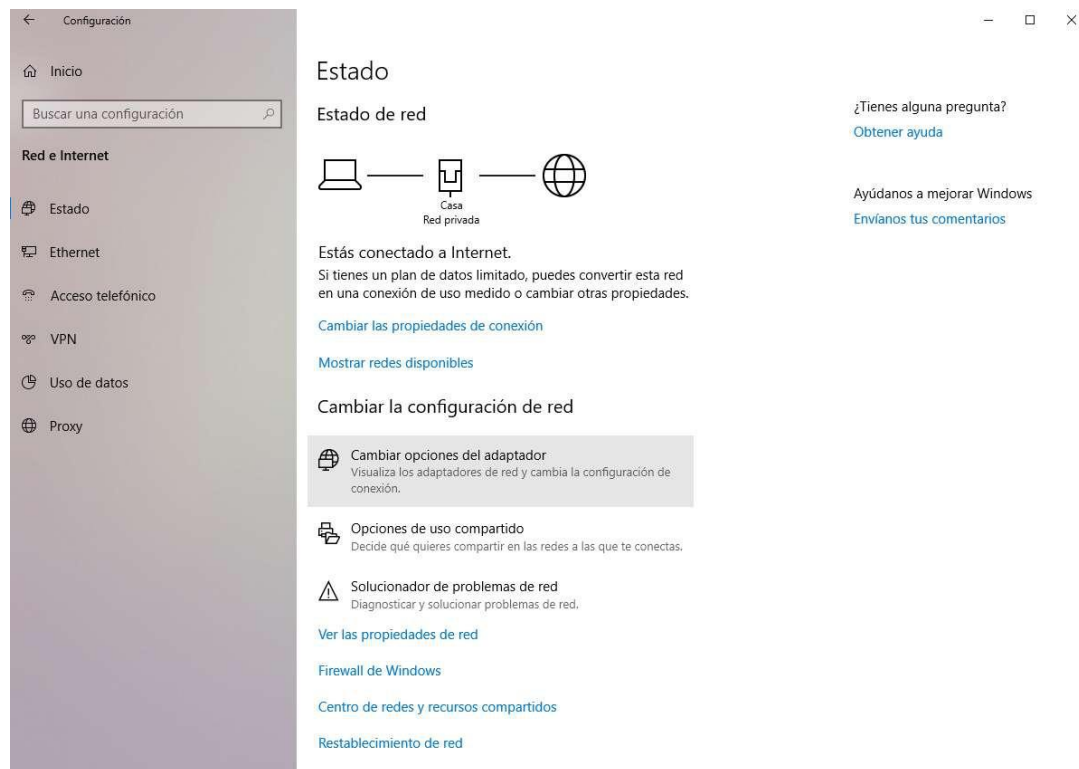 Configuración
Inicio
Buscar una configuración
Red e Internet
Estado
Ethernet
Acceso telefónico
VPN
Uso de datos
Proxy
Estado
Estado de red
Casa
Red privada
Estás conectado a Internet.
Si tienes un plan de datos limitado, puedes convertir esta red
en una conexión de uso medido o cambiar otras propiedades.
Cambiar las propiedades de conexión
Mostrar redes disponibles
Cambiar la configuración de red
Cambiar opciones del adaptador
Visualiza los adaptadores de red y cambia la configuración de
conexión.
Opciones de uso compartido
Decide qué quieres compartir en las redes a las que te conectas.
Solucionador de problemas de red
Diagnosticar y solucionar problemas de red.
Ver las propiedades de red
Firewall de Windows
Centro de redes y recursos compartidos
Restablecimiento de red
¿Tienes alguna pregunta?
Obtener ayuda
Ayúdanos a mejorar Windows
Envíanos tus comentarios